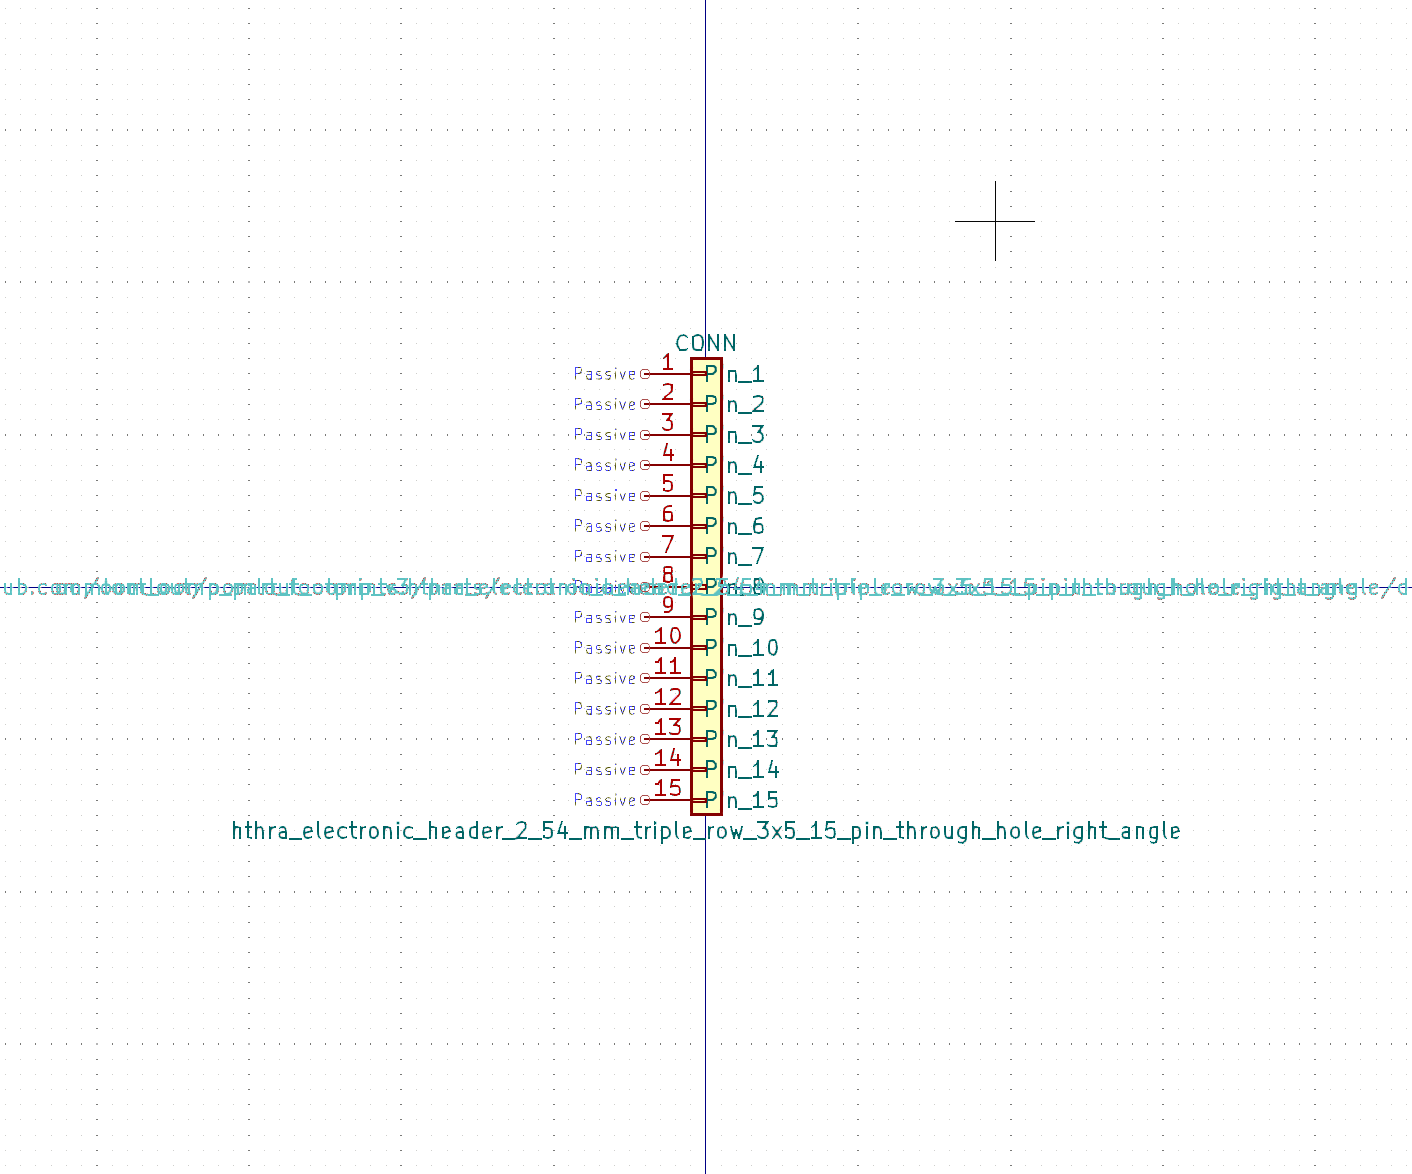 CONN
Passive 1 P n_1
Passive 2 P n_2
Passive 3 P n_3
Passive 4 P n_4
Passive 5 P n_5
Passive 6 P n_6
Passive 7 P n_7
8
Passive 9 P n_9
Passive 10 P n_10
Passive 11 P n_11
Passive 12 P n_12
Passive 13 P n_13
Passive 14 P n_14
Passive 15 P n_15
hthra_electronic_header_2_54_mm_triple_row_3x5_15_pin_through_hole_right_angle